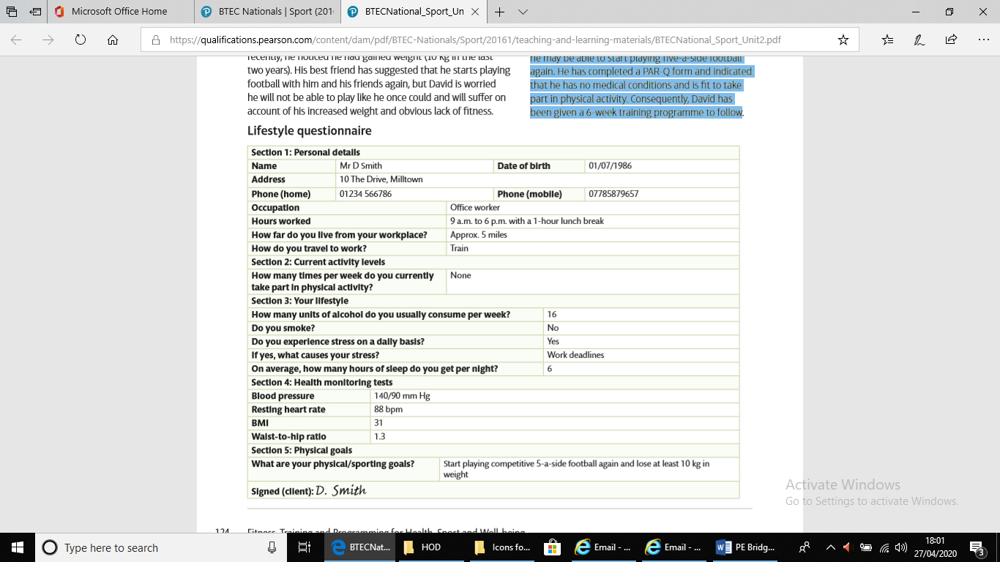 Microsoft Office Home
BTEC Nationals | Sport (201
BTECNational_Sport_Un
https://qualifications.pearson.com/content/dam/pdf/BTEC-Nationals/Sport/20161/teaching-and-learning-materials/BTECNational_Sport_Unit2.pdf
recently, he noticed he had gained weight (10 kg in the last
two years). His best friend has suggested that he starts playing
football with him and his friends again, but David is worried
he will not be able to play like he once could and will suffer on
account of his increased weight and obvious lack of fitness.
he may be able to start playing five-a-side football
again. He has completed a PAR-Q form and indicated
that he has no medical conditions and is fit to take
part in physical activity. Consequently, David has
been given a 6-week training programme to follow.
Lifestyle questionnaire
Section 1: Personal details
Name Mr D Smith Date of birth 01/07/1986
Address 10 The Drive, Milltown
Phone (home) 01234 566786 Phone (mobile) 07785879657
Occupation Office worker
Hours worked 9 a.m. to 6 p.m. with a 1-hour lunch break
How far do you live from your workplace? Approx. 5 miles
How do you travel to work? Train
Section 2: Current activity levels
How many times per week do you currently None
take part in physical activity?
Section 3: Your lifestyle
How many units of alcohol do you usually consume per week? 16
Do you smoke? No
Do you experience stress on a daily basis? Yes
If yes, what causes your stress? Work deadlines
On average, how many hours of sleep do you get per night? 6
Section 4: Health monitoring tests
Blood pressure 140/90 mm Hg
Resting heart rate 88 bpm
BMI 31
Waist-to-hip ratio 1.3
Section 5: Physical goals
What are your physical/sporting goals? Start playing competitive 5-a-side football again and lose at least 10 kg in
weight
Signed (client): D. Smith
124 Fitness Training and Programming for Health, Sport and Well-being
Activate Windows
Go to Settings to activate Windows.
Type here to search
BTECNat...
HOD
Icons fo...
Email - ...
Email - ...
PE Bridg...
18:01
27/04/2020
3